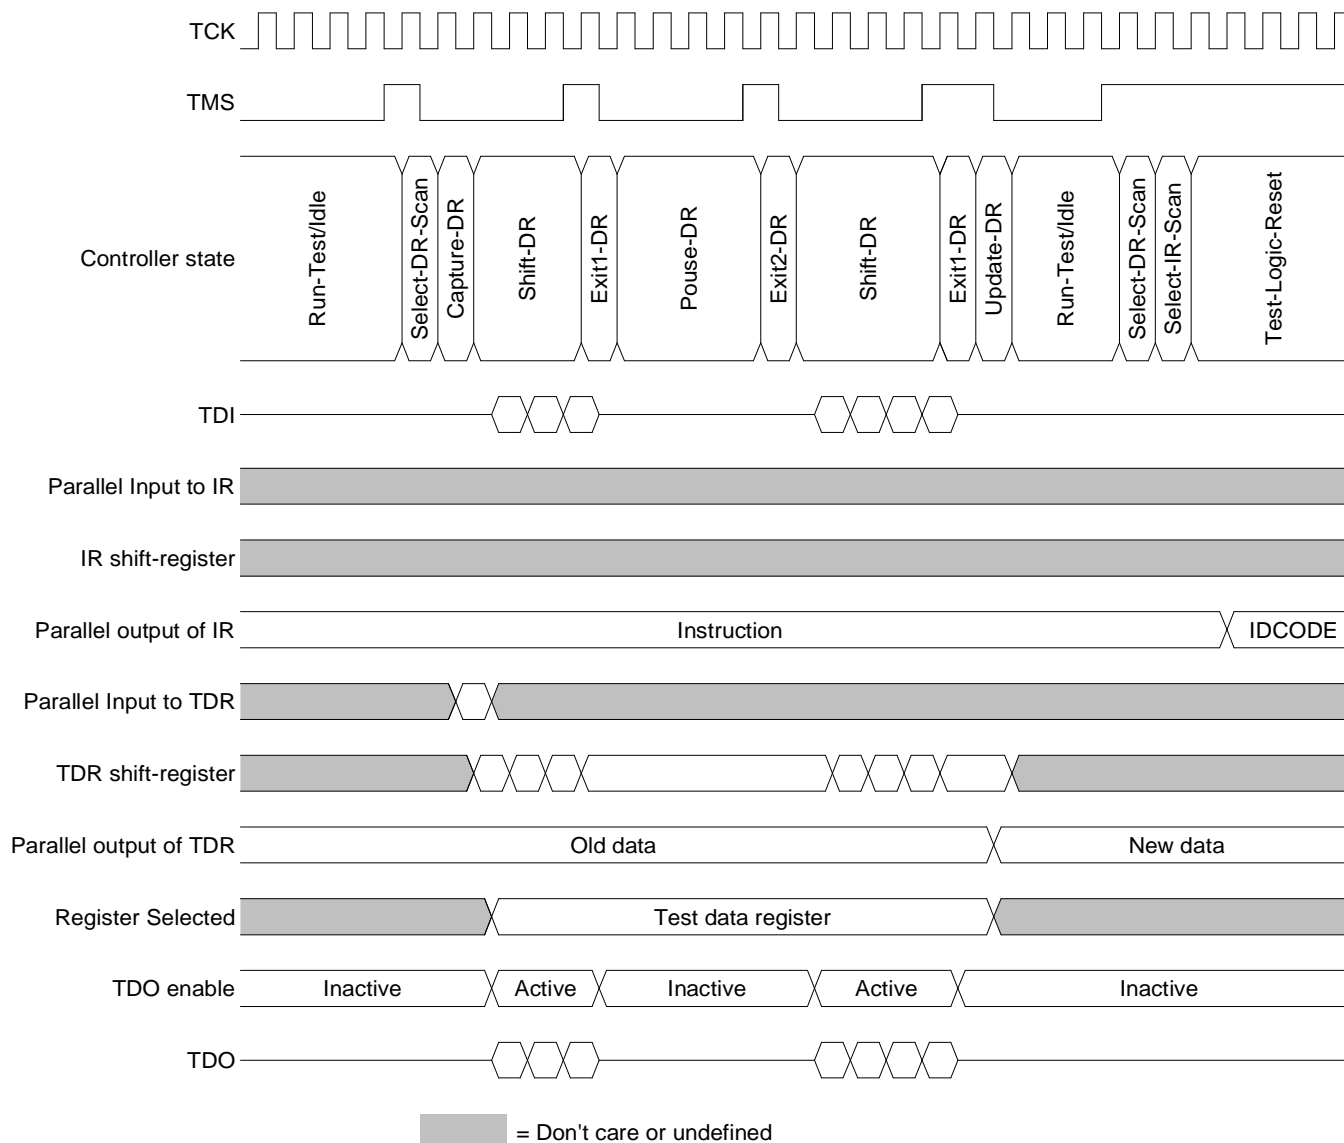 TCK
TMS
Controller state
Run-Test/Idle
Select-DR-Scan
Capture-DR
Shift-DR
Exit1-DR
Pouse-DR
Exit2-DR
Shift-DR
Exit1-DR
Update-DR
Run-Test/Idle
Select-DR-Scan
Select-IR-Scan
Test-Logic-Reset
TDI
Parallel Input to IR
IR shift-register
Parallel output of IR
Instruction
IDCODE
Parallel Input to TDR
TDR shift-register
Parallel output of TDR
Old data
New data
Register Selected
Test data register
TDO enable
Inactive
Active
Inactive
Active
Inactive
TDO
= Don't care or undefined